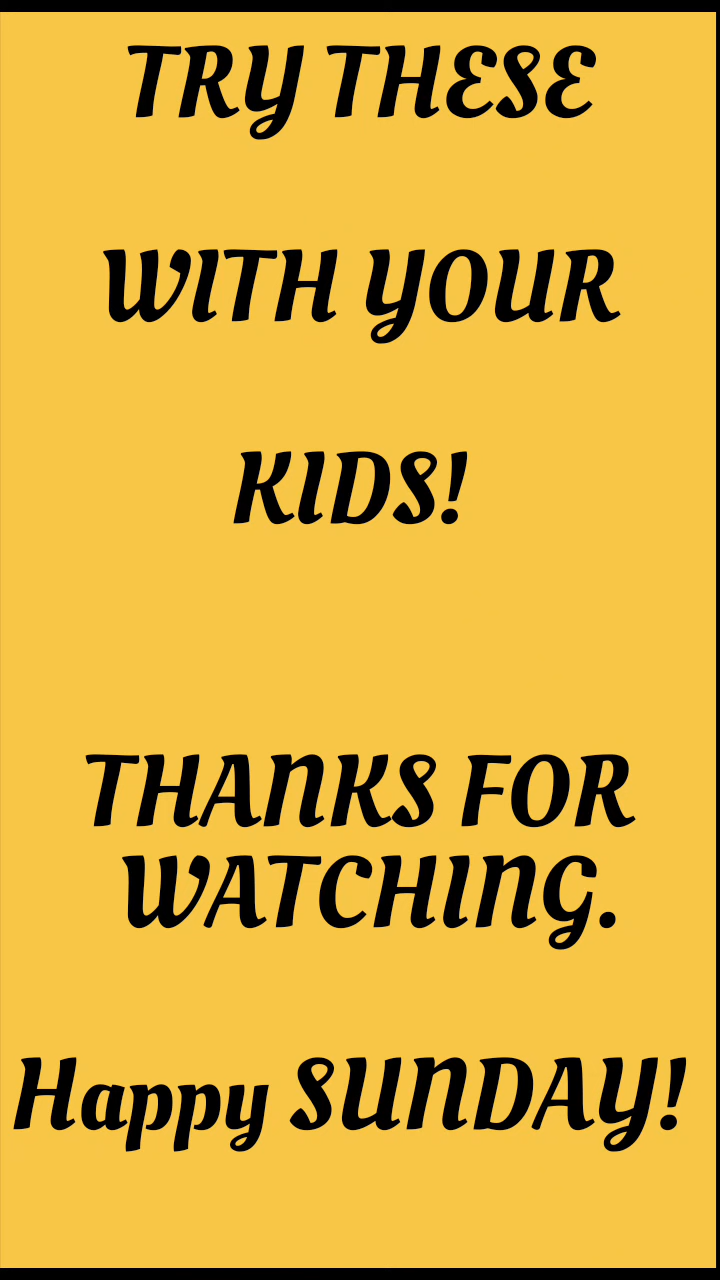 TRY THESE
WITH YOUR
KIDS!
THANKS FOR
WATCHING.
Happy SUNDAY!